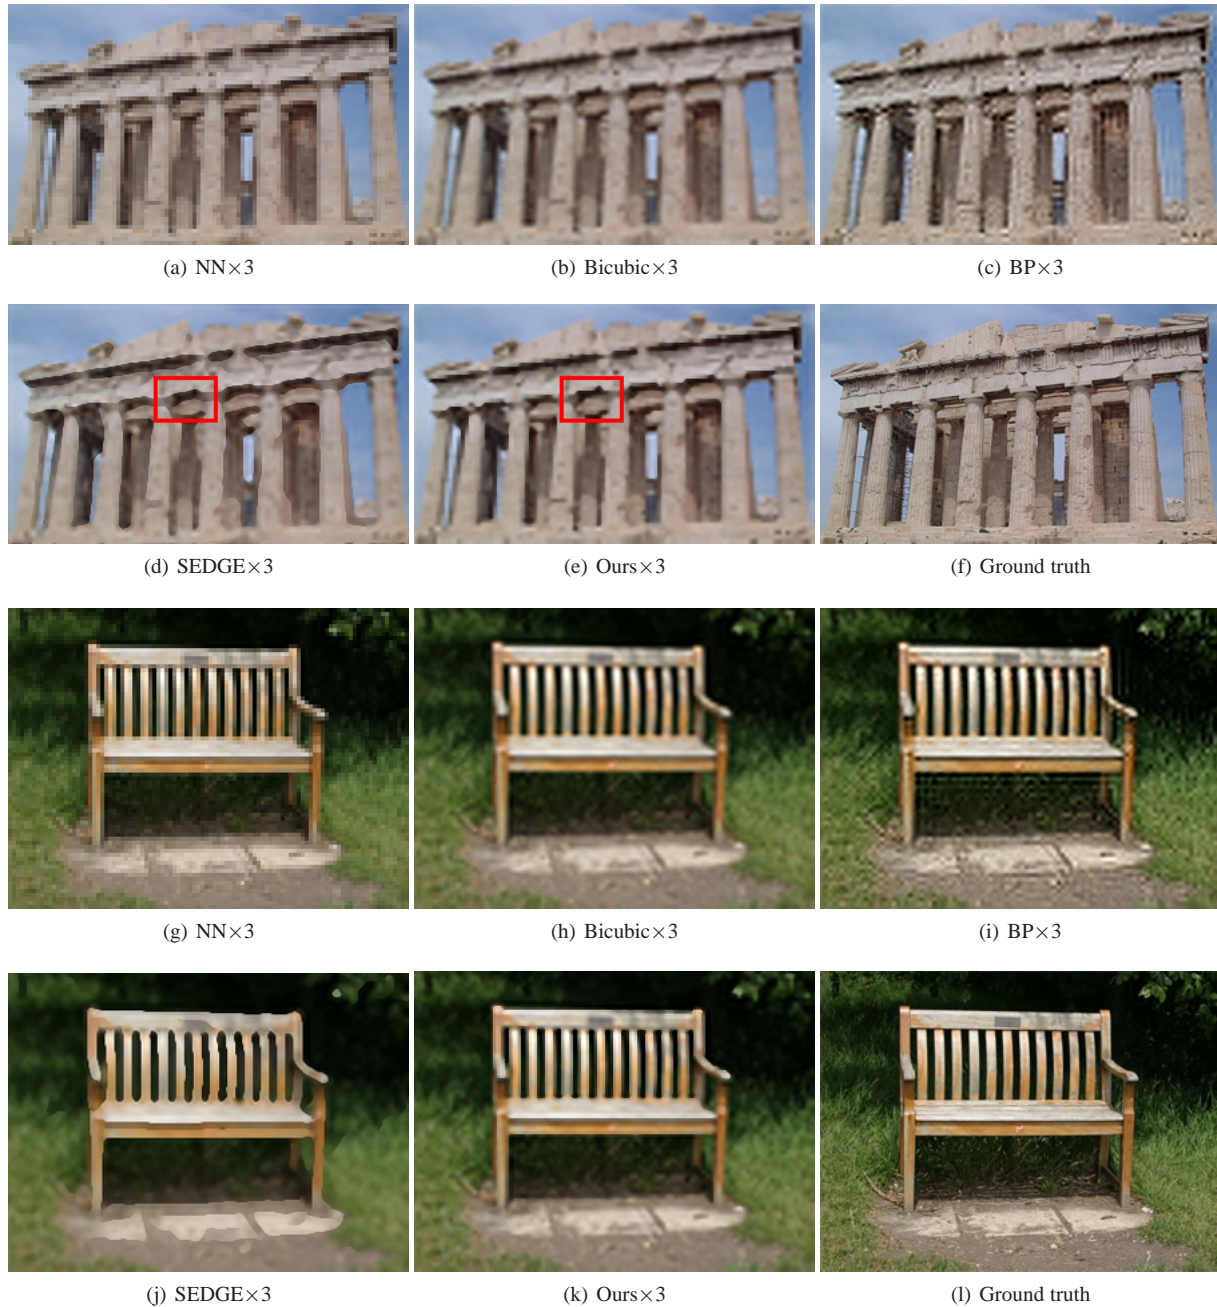 (a) NN×3
(b) Bicubic×3
(c) BP×3
(d) SEDGE×3
(e) Ours×3
(f) Ground truth
(g) NN×3
(h) Bicubic×3
(i) BP×3
(j) SEDGE×3
(k) Ours×3
(l) Ground truth